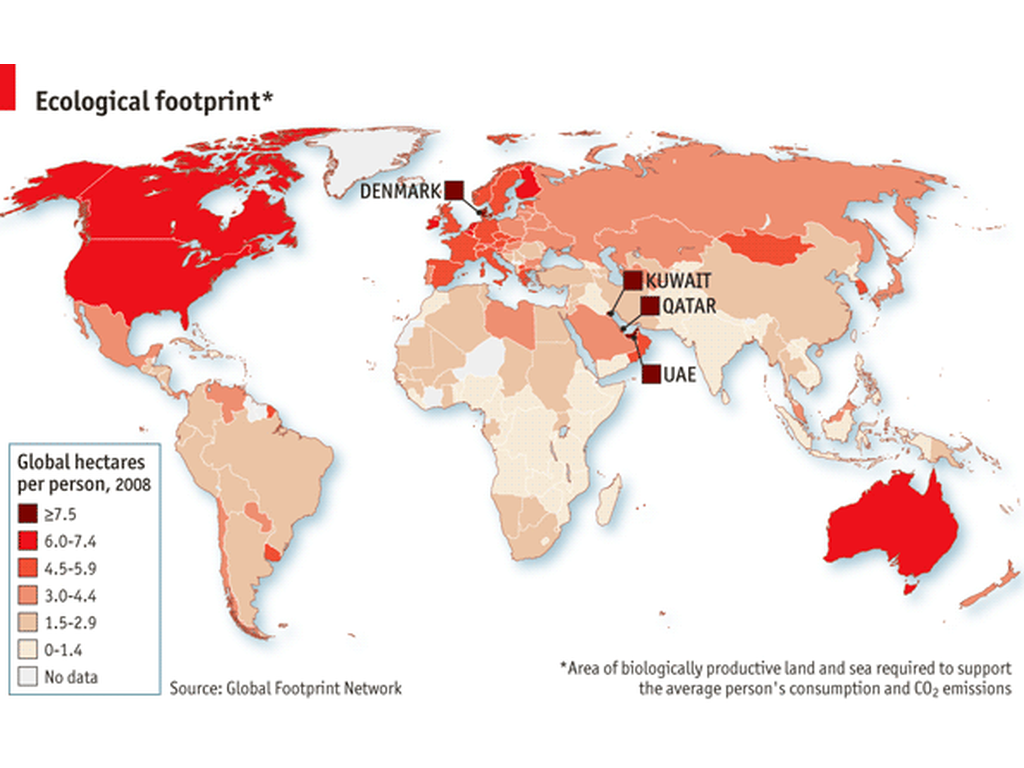 Ecological footprint*
DENMARK
KUWAIT
QATAR
UAE
Global hectares
per person, 2008
≥7.5
6.0-7.4
4.5-5.9
3.0-4.4
1.5-2.9
0-1.4
No data
Source: Global Footprint Network
*Area of biologically productive land and sea required to support
the average person's consumption and CO₂ emissions